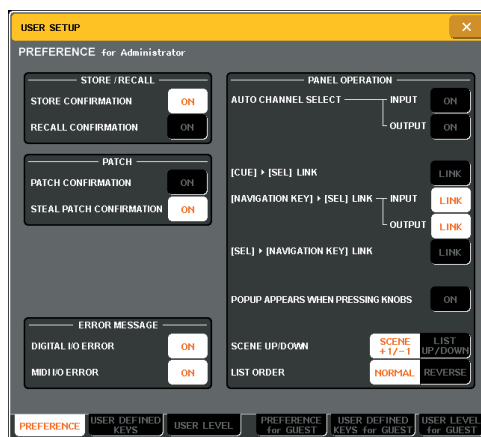 USER SETUP
PREFERENCE for Administrator
STORE/RECALL
STORE CONFIRMATION ON
RECALL CONFIRMATION ON
PATCH
PATCH CONFIRMATION ON
STEAL PATCH CONFIRMATION ON
ERROR MESSAGE
DIGITAL I/O ERROR ON
MIDI I/O ERROR ON
PANEL OPERATION
AUTO CHANNEL SELECT INPUT ON
OUTPUT ON
[CUE] ▸ [SEL] LINK LINK
[NAVIGATION KEY] ▸ [SEL] LINK INPUT LINK
OUTPUT LINK
[SEL] ▸ [NAVIGATION KEY] LINK LINK
POPUP APPEARS WHEN PRESSING KNOBS ON
SCENE UP/DOWN SCENE +1/-1 LIST UP/DOWN
LIST ORDER NORMAL REVERSE
PREFERENCE
USER DEFINED KEYS
USER LEVEL
PREFERENCE for GUEST
USER DEFINED KEYS for GUEST
USER LEVEL for GUEST